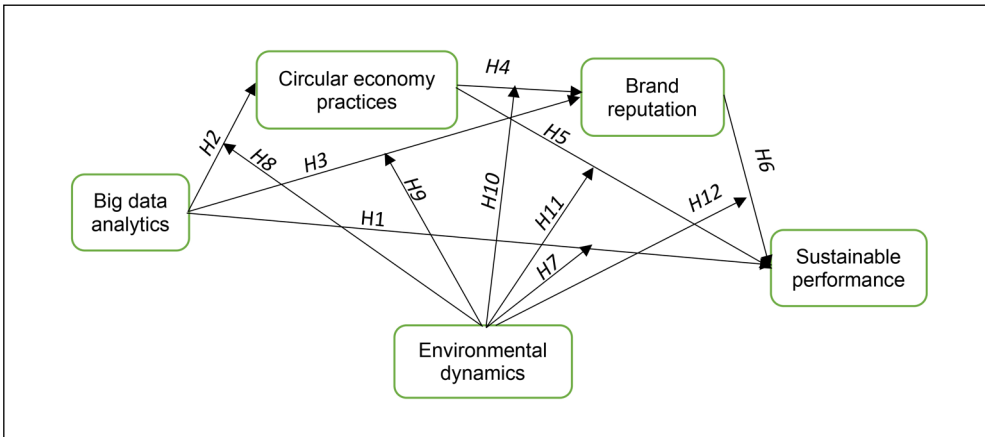 Circular economy
practices
H4
Brand
reputation
H2
H8
H3
H9
H10
H5
H11
H12
H6
Big data
analytics
H1
H7
Sustainable
performance
Environmental
dynamics